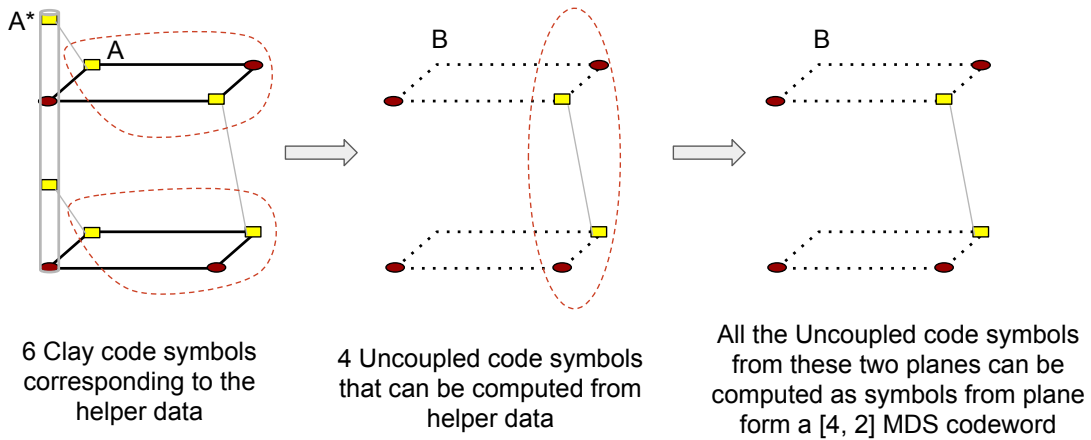 A*
A
B
B
6 Clay code symbols
corresponding to the
helper data
4 Uncoupled code symbols
that can be computed from
helper data
All the Uncoupled code symbols
from these two planes can be
computed as symbols from plane
form a [4, 2] MDS codeword